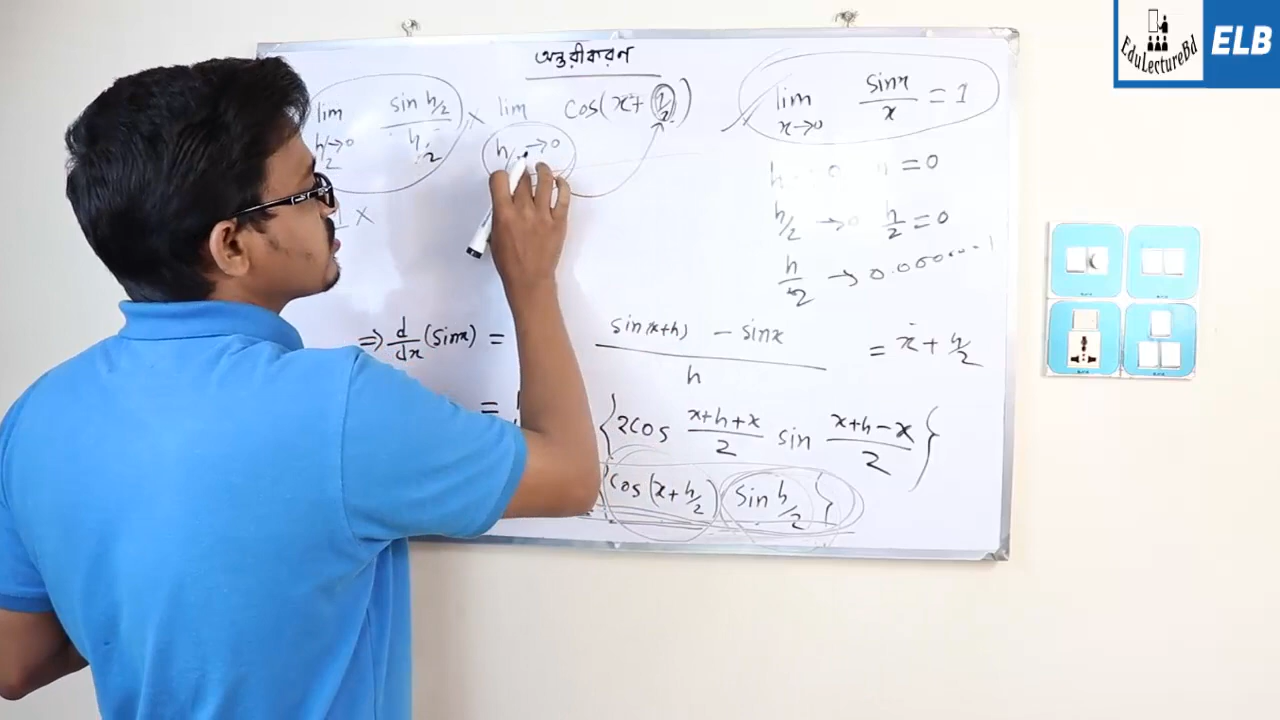 EduLectureBd
ELB
অন্তরীকরণ
lim h/2→0 sin h/2 / h/2 × lim h→0 cos(x + h/2)
lim x→0 sinx/x = 1
= 0
1 ×
h/2 → 0 h/2 = 0
h/2 →
⇒ d/dx (sinx) = sin(x+h) − sinx / h
= x + h/2
= {2cos x+h+x/2 sin x+h−x/2}
{cos(x + h/2) sin h/2}